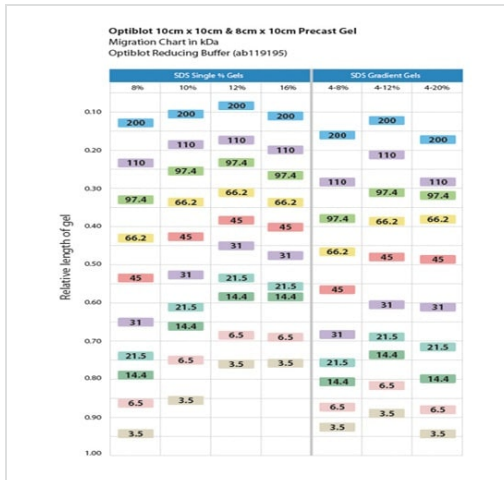 Optiblot 10cm x 10cm & 8cm x 10cm Precast Gel
Migration Chart in kDa
Optiblot Reducing Buffer (ab119195)
SDS Single % Gels SDS Gradient Gels
8% 10% 12% 16% 4-8% 4-12% 4-20%
Relative length of gel
200
0.10 200 200 200
200 200
110 110 200
0.20 110
110 110
97.4
110 110
97.4 97.4
0.30 66.2 97.4 97.4
97.4 66.2 66.2
45 97.4 66.2 66.2
0.40 45
66.2 45
31 66.2
31 45 45
0.50 31
45 21.5
21.5 45
14.4 14.4
0.60 21.5 31 31
31 14.4
6.5 6.5 31 21.5
0.70 21.5
21.5 14.4
6.5 3.5 3.5 21.5
14.4 14.4 6.5 14.4
0.80
3.5
6.5 6.5 6.5
3.5
0.90 3.5
3.5 3.5
1.00